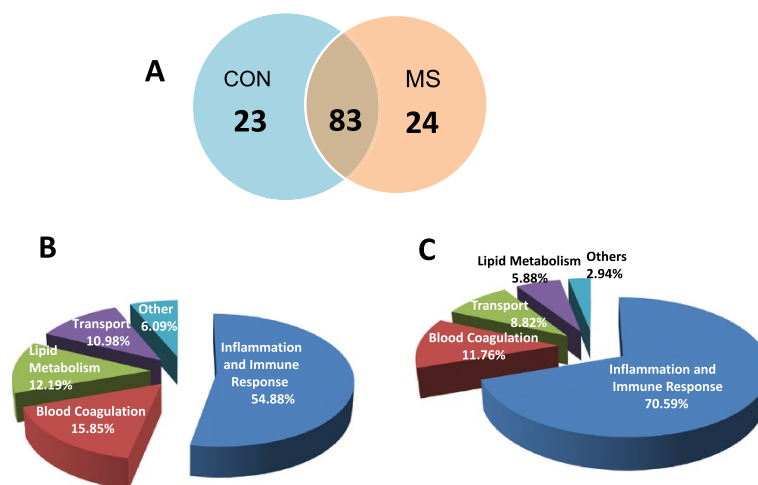 A
CON
MS
23
83
24
B
Other
6.09%
Transport
10.98%
Lipid
Metabolism
12.19%
Blood Coagulation
15.85%
Inflammation
and Immune
Response
54.88%
C
Others
2.94%
Lipid Metabolism
5.88%
Transport
8.82%
Blood Coagulation
11.76%
Inflammation and
Immune Response
70.59%